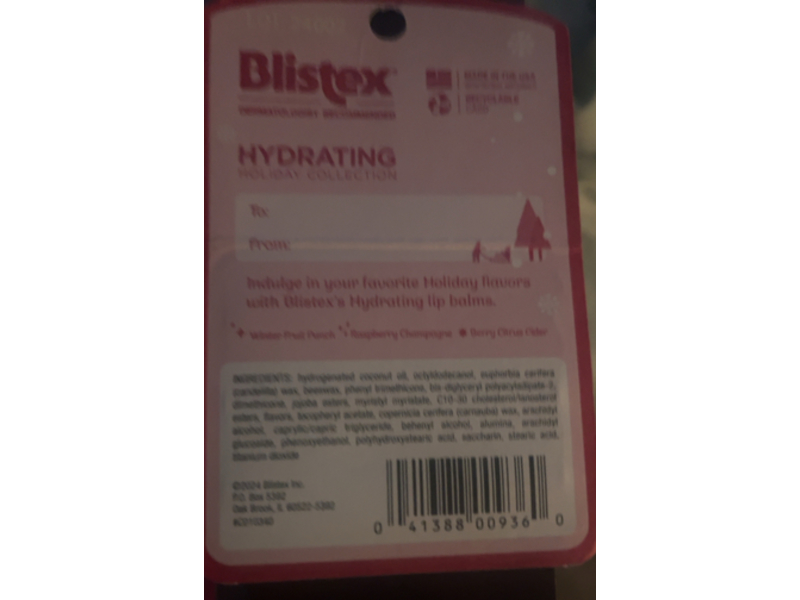 Blistex
DERMATOLOGIST RECOMMENDED
MADE IN THE USA
RECYCLABLE
HYDRATING
HOLIDAY COLLECTION
To:
From:
Indulge in your favorite Holiday flavors
with Blistex's Hydrating lip balms.
Winter Fruit Punch Raspberry Champagne Berry Citrus Cider
INGREDIENTS: hydrogenated coconut oil, octyldodecanol, euphorbia cerifera
(candelilla) wax, beeswax, phenyl trimethicone, bis-diglyceryl polyacyladipate-2,
dimethicone, jojoba esters, myristyl myristate, C10-30 cholesterol/lanosterol
esters, flavors, tocopheryl acetate, copernicia cerifera (carnauba) wax, arachidyl
alcohol, caprylic/capric triglyceride, behenyl alcohol, alumina, arachidyl
glucoside, phenoxyethanol, polyhydroxystearic acid, saccharin, stearic acid,
titanium dioxide
©2024 Blistex Inc.
P.O. Box 5392
Oak Brook, IL 60522-5392
0 41388 00936 0